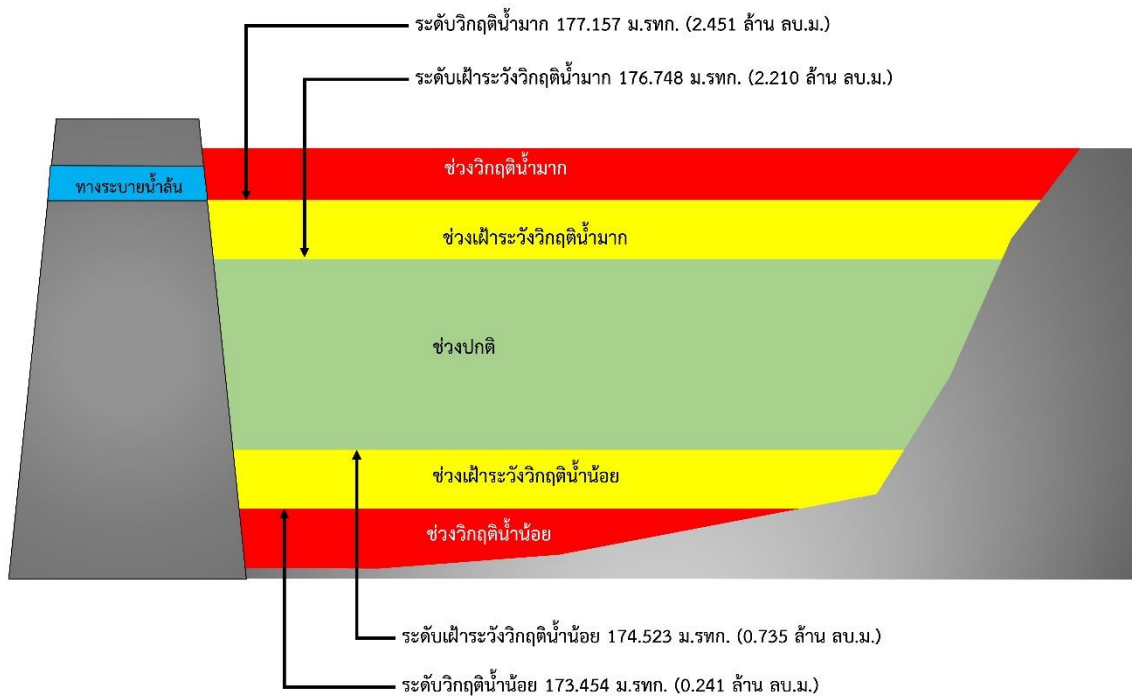 ระดับวิกฤติน้ำมาก 177.157 ม.รทก. (2.451 ล้าน ลบ.ม.)
ระดับเฝ้าระวังวิกฤติน้ำมาก 176.748 ม.รทก. (2.210 ล้าน ลบ.ม.)
ช่วงวิกฤติน้ำมาก
ทางระบายน้ำล้น
ช่วงเฝ้าระวังวิกฤติน้ำมาก
ช่วงปกติ
ช่วงเฝ้าระวังวิกฤติน้ำน้อย
ช่วงวิกฤติน้ำน้อย
ระดับเฝ้าระวังวิกฤติน้ำน้อย 174.523 ม.รทก. (0.735 ล้าน ลบ.ม.)
ระดับวิกฤติน้ำน้อย 173.454 ม.รทก. (0.241 ล้าน ลบ.ม.)